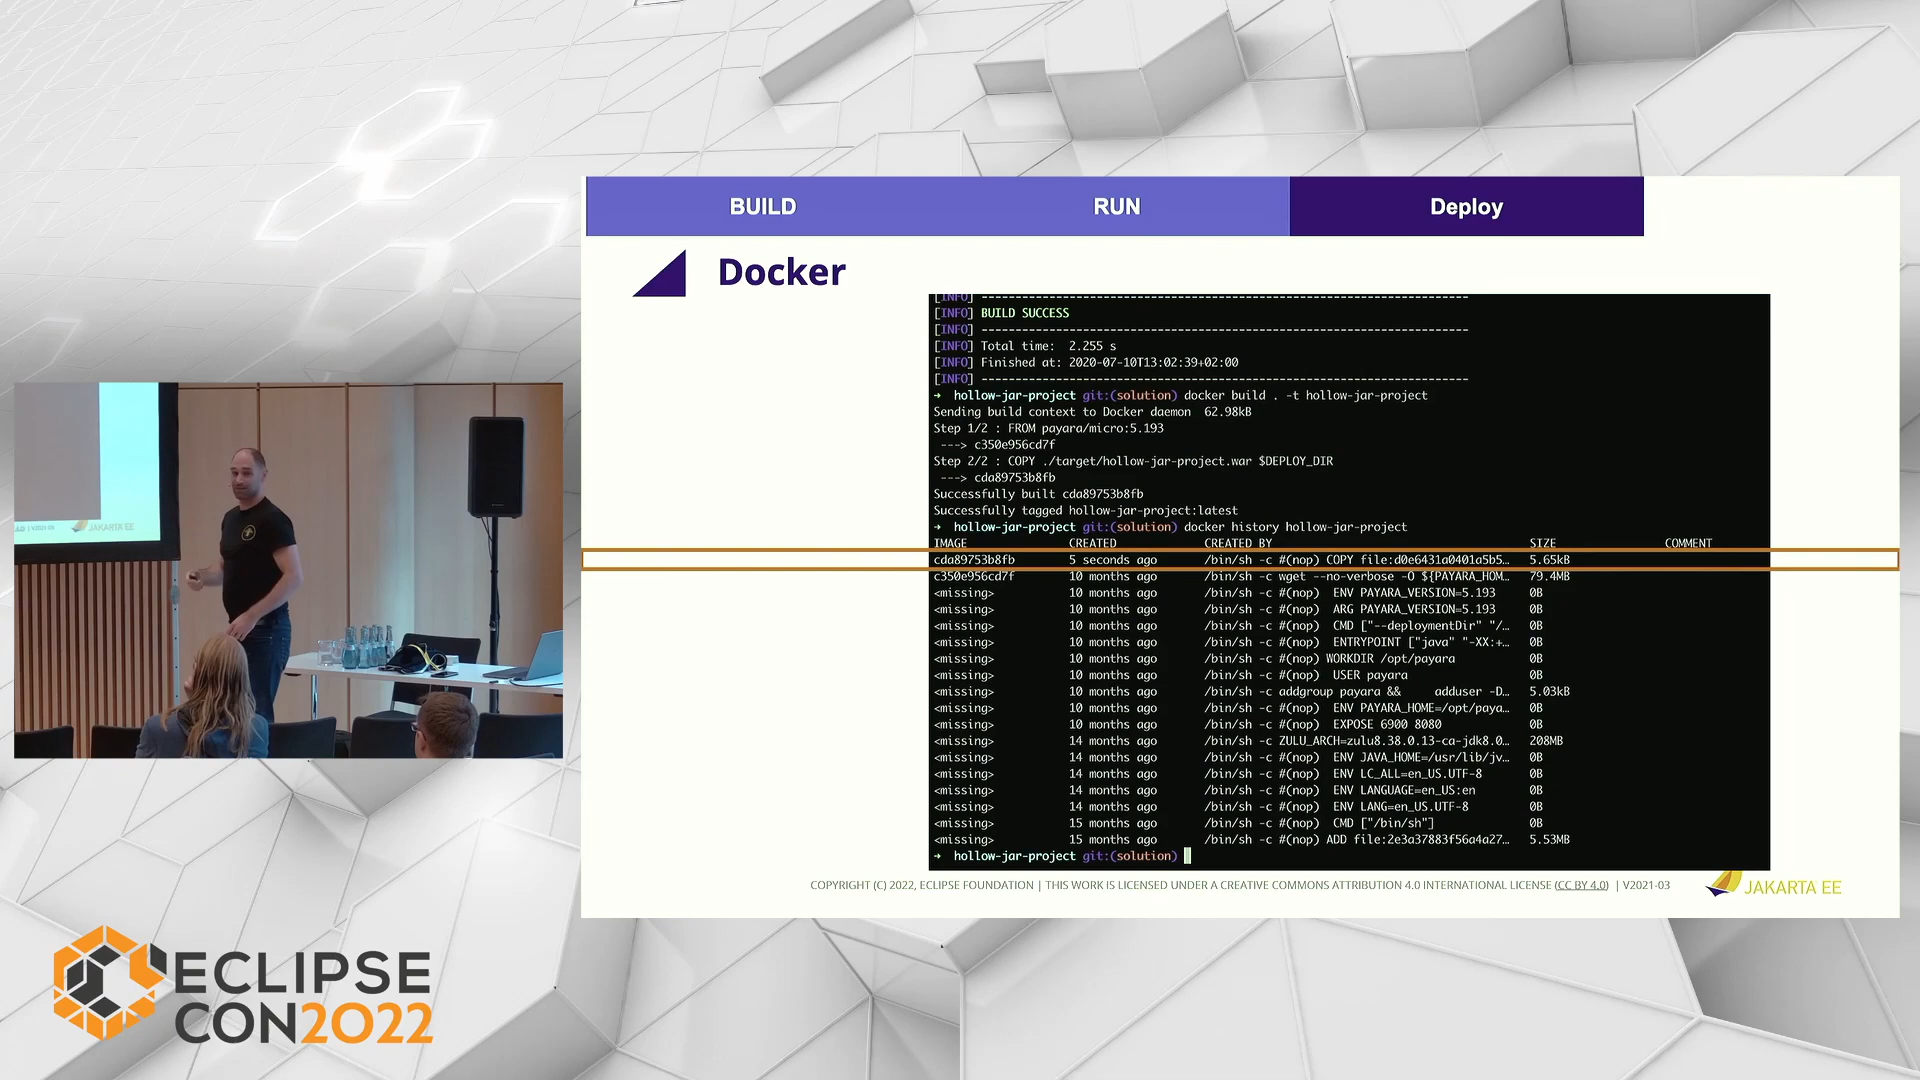 BUILD
RUN
Deploy
Docker
[INFO] ------------------------------------------------------------------------
[INFO] BUILD SUCCESS
[INFO] ------------------------------------------------------------------------
[INFO] Total time:  2.255 s
[INFO] Finished at: 2020-07-10T13:02:39+02:00
[INFO] ------------------------------------------------------------------------
➜  hollow-jar-project git:(solution) docker build . -t hollow-jar-project
Sending build context to Docker daemon  62.98kB
Step 1/2 : FROM payara/micro:5.193
 ---> c350e956cd7f
Step 2/2 : COPY ./target/hollow-jar-project.war $DEPLOY_DIR
 ---> cda89753b8fb
Successfully built cda89753b8fb
Successfully tagged hollow-jar-project:latest
➜  hollow-jar-project git:(solution) docker history hollow-jar-project
IMAGE CREATED CREATED BY SIZE COMMENT
cda89753b8fb 5 seconds ago /bin/sh -c #(nop) COPY file:d0e6431a0401a5b5… 5.65kB
c350e956cd7f 10 months ago /bin/sh -c wget --no-verbose -O ${PAYARA_HOM… 79.4MB
<missing> 10 months ago /bin/sh -c #(nop)  ENV PAYARA_VERSION=5.193 0B
<missing> 10 months ago /bin/sh -c #(nop)  ARG PAYARA_VERSION=5.193 0B
<missing> 10 months ago /bin/sh -c #(nop)  CMD ["--deploymentDir" "/… 0B
<missing> 10 months ago /bin/sh -c #(nop)  ENTRYPOINT ["java" "-XX:+… 0B
<missing> 10 months ago /bin/sh -c #(nop) WORKDIR /opt/payara 0B
<missing> 10 months ago /bin/sh -c #(nop)  USER payara 0B
<missing> 10 months ago /bin/sh -c addgroup payara &&     adduser -D… 5.03kB
<missing> 10 months ago /bin/sh -c #(nop)  ENV PAYARA_HOME=/opt/paya… 0B
<missing> 10 months ago /bin/sh -c #(nop)  EXPOSE 6900 8080 0B
<missing> 14 months ago /bin/sh -c ZULU_ARCH=zulu8.38.0.13-ca-jdk8.0… 208MB
<missing> 14 months ago /bin/sh -c #(nop)  ENV JAVA_HOME=/usr/lib/jv… 0B
<missing> 14 months ago /bin/sh -c #(nop)  ENV LC_ALL=en_US.UTF-8 0B
<missing> 14 months ago /bin/sh -c #(nop)  ENV LANGUAGE=en_US:en 0B
<missing> 14 months ago /bin/sh -c #(nop)  ENV LANG=en_US.UTF-8 0B
<missing> 15 months ago /bin/sh -c #(nop)  CMD ["/bin/sh"] 0B
<missing> 15 months ago /bin/sh -c #(nop) ADD file:2e3a37883f56a4a27… 5.53MB
➜  hollow-jar-project git:(solution)
COPYRIGHT (C) 2022, ECLIPSE FOUNDATION | THIS WORK IS LICENSED UNDER A CREATIVE COMMONS ATTRIBUTION 4.0 INTERNATIONAL LICENSE (CC BY 4.0) | V2021-03
JAKARTA EE
V2021-03
JAKARTA EE
ECLIPSE
CON2022